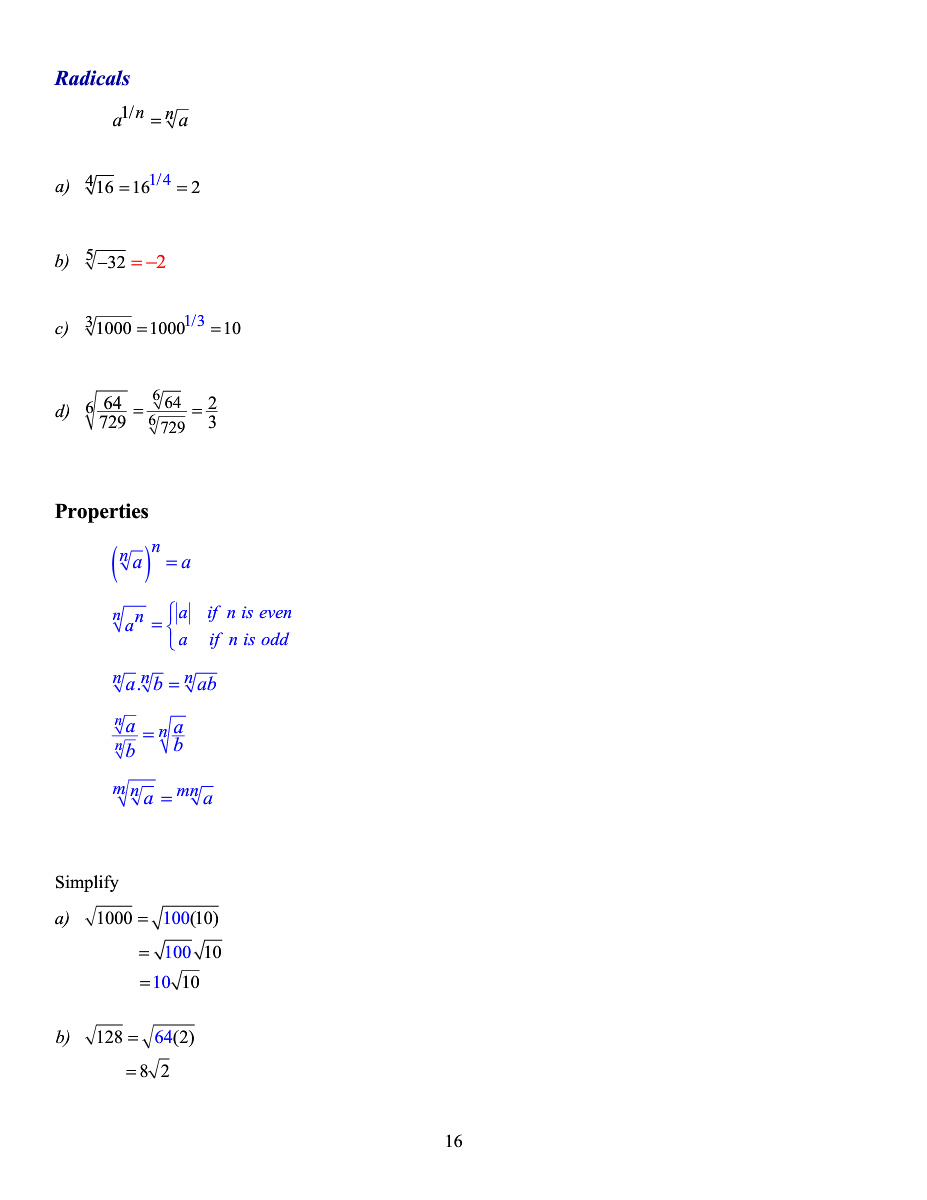 Radicals
a^{1/n} = \sqrt[n]{a}
a) \sqrt[4]{16} = 16^{1/4} = 2
b) \sqrt[5]{-32} = -2
c) \sqrt[3]{1000} = 1000^{1/3} = 10
d) \sqrt[6]{\frac{64}{729}} = \frac{\sqrt[6]{64}}{\sqrt[6]{729}} = \frac{2}{3}
Properties
\left(\sqrt[n]{a}\right)^n = a
\sqrt[n]{a^n} = \begin{cases} |a| & if n is even \\ a & if n is odd \end{cases}
\sqrt[n]{a}.\sqrt[n]{b} = \sqrt[n]{ab}
\frac{\sqrt[n]{a}}{\sqrt[n]{b}} = \sqrt[n]{\frac{a}{b}}
\sqrt[m]{\sqrt[n]{a}} = \sqrt[mn]{a}
Simplify
a) \sqrt{1000} = \sqrt{100(10)}
= \sqrt{100}\sqrt{10}
= 10\sqrt{10}
b) \sqrt{128} = \sqrt{64(2)}
= 8\sqrt{2}
16